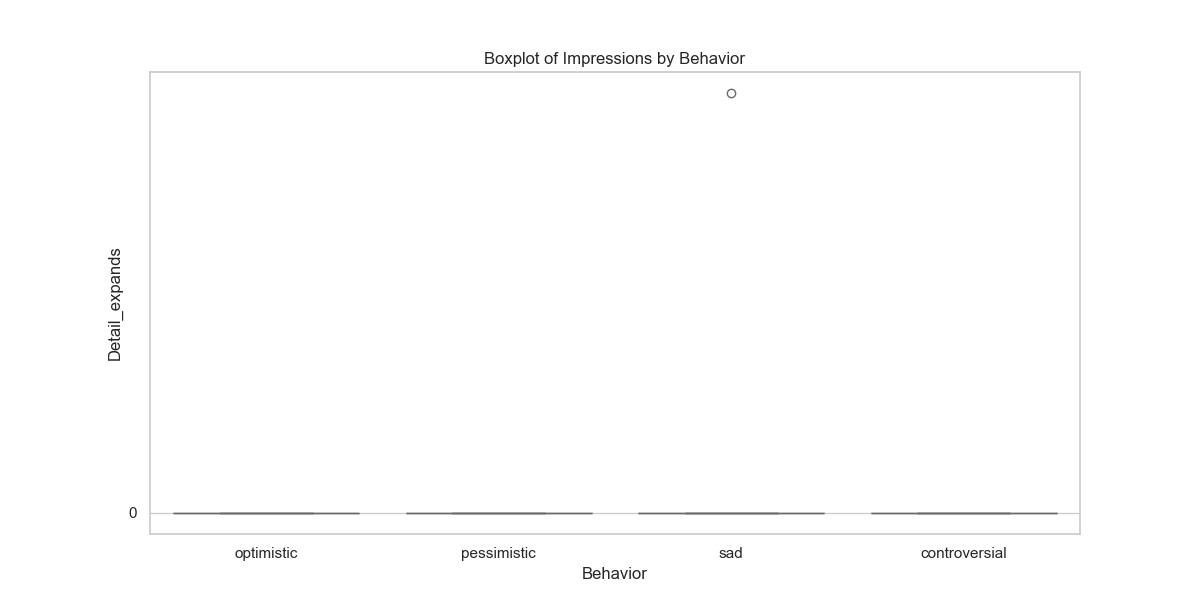 Boxplot of Impressions by Behavior
Detail_expands
0
optimistic pessimistic sad controversial
Behavior